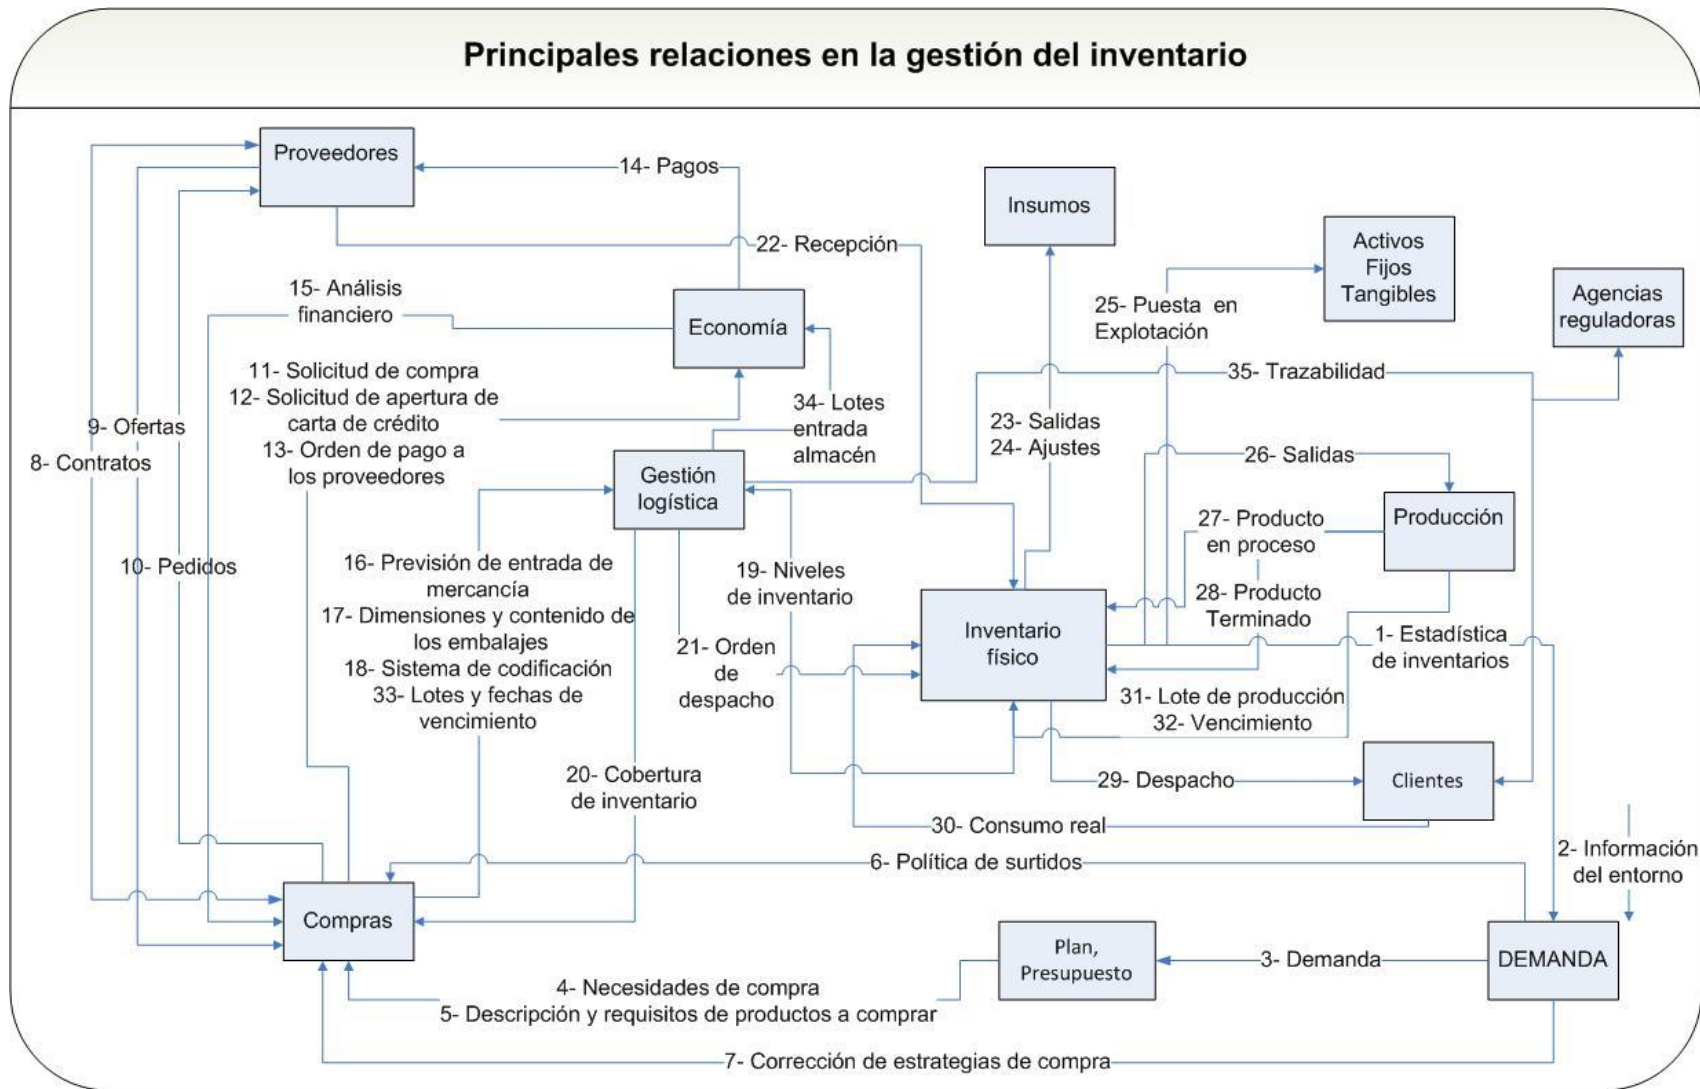 Principales relaciones en la gestión del inventario
Proveedores
14- Pagos
Insumos
22- Recepción
Activos
Fijos
Tangibles
15- Análisis
financiero
Economía
25- Puesta en
Explotación
Agencias
reguladoras
11- Solicitud de compra
12- Solicitud de apertura de
carta de crédito
13- Orden de pago a
los proveedores
35- Trazabilidad
34- Lotes
entrada
almacén
23- Salidas
24- Ajustes
9- Ofertas
8- Contratos
26- Salidas
Gestión
logística
Producción
27- Producto
en proceso
10- Pedidos
16- Previsión de entrada de
mercancía
17- Dimensiones y contenido de
los embalajes
18- Sistema de codificación
33- Lotes y fechas de
vencimiento
19- Niveles
de inventario
28- Producto
Terminado
Inventario
físico
21- Orden
de
despacho
1- Estadística
de inventarios
31- Lote de producción
32- Vencimiento
20- Cobertura
de inventario
29- Despacho
Clientes
30- Consumo real
6- Política de surtidos
2- Información
del entorno
Compras
Plan,
Presupuesto
3- Demanda
DEMANDA
4- Necesidades de compra
5- Descripción y requisitos de productos a comprar
7- Corrección de estrategias de compra